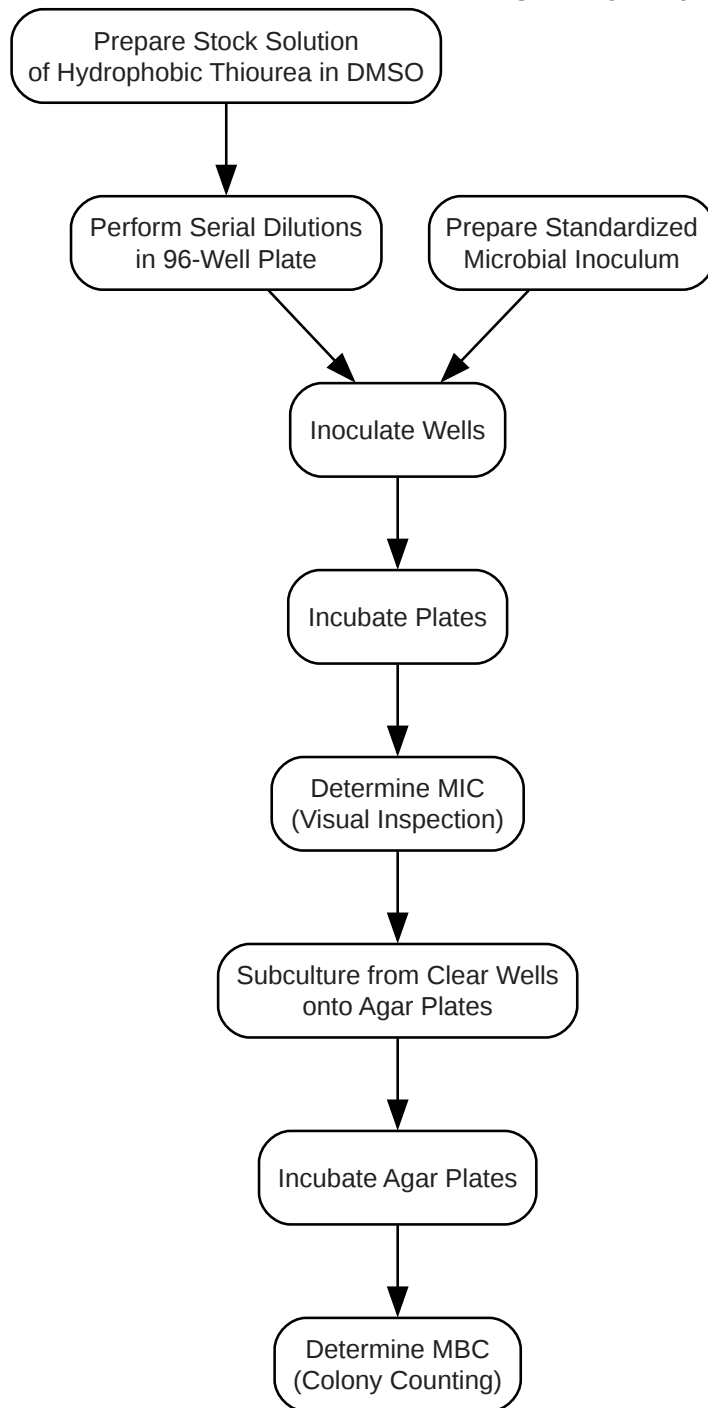 Prepare Stock Solution
of Hydrophobic Thiourea in DMSO
Perform Serial Dilutions
in 96-Well Plate
Prepare Standardized
Microbial Inoculum
Inoculate Wells
Incubate Plates
Determine MIC
(Visual Inspection)
Subculture from Clear Wells
onto Agar Plates
Incubate Agar Plates
Determine MBC
(Colony Counting)